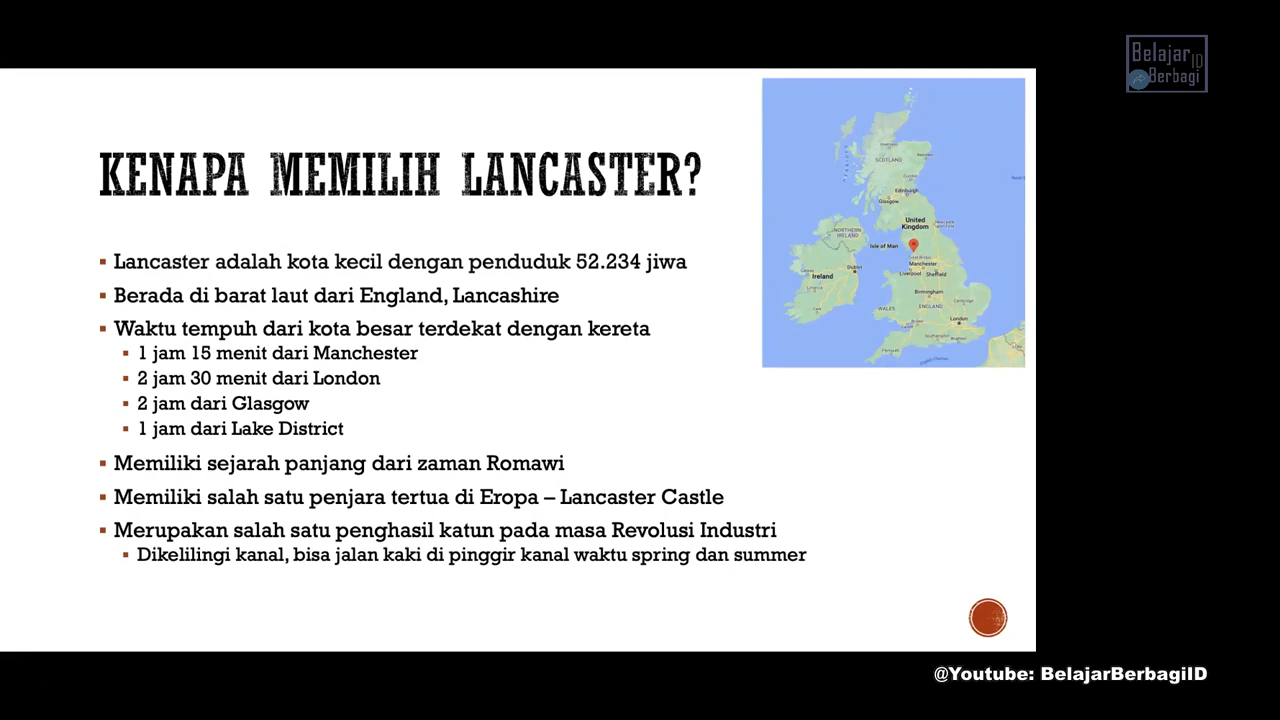 Belajar
ID
Berbagi
KENAPA MEMILIH LANCASTER?
Lancaster adalah kota kecil dengan penduduk 52.234 jiwa
Berada di barat laut dari England, Lancashire
Waktu tempuh dari kota besar terdekat dengan kereta
1 jam 15 menit dari Manchester
2 jam 30 menit dari London
2 jam dari Glasgow
1 jam dari Lake District
Memiliki sejarah panjang dari zaman Romawi
Memiliki salah satu penjara tertua di Eropa – Lancaster Castle
Merupakan salah satu penghasil katun pada masa Revolusi Industri
Dikelilingi kanal, bisa jalan kaki di pinggir kanal waktu spring dan summer
SCOTLAND
Edinburgh
Glasgow
United
Kingdom
NORTHERN
IRELAND
Isle of Man
Dublin
Ireland
Manchester
Liverpool
Sheffield
Birmingham
WALES
ENGLAND
London
@Youtube: BelajarBerbagiID